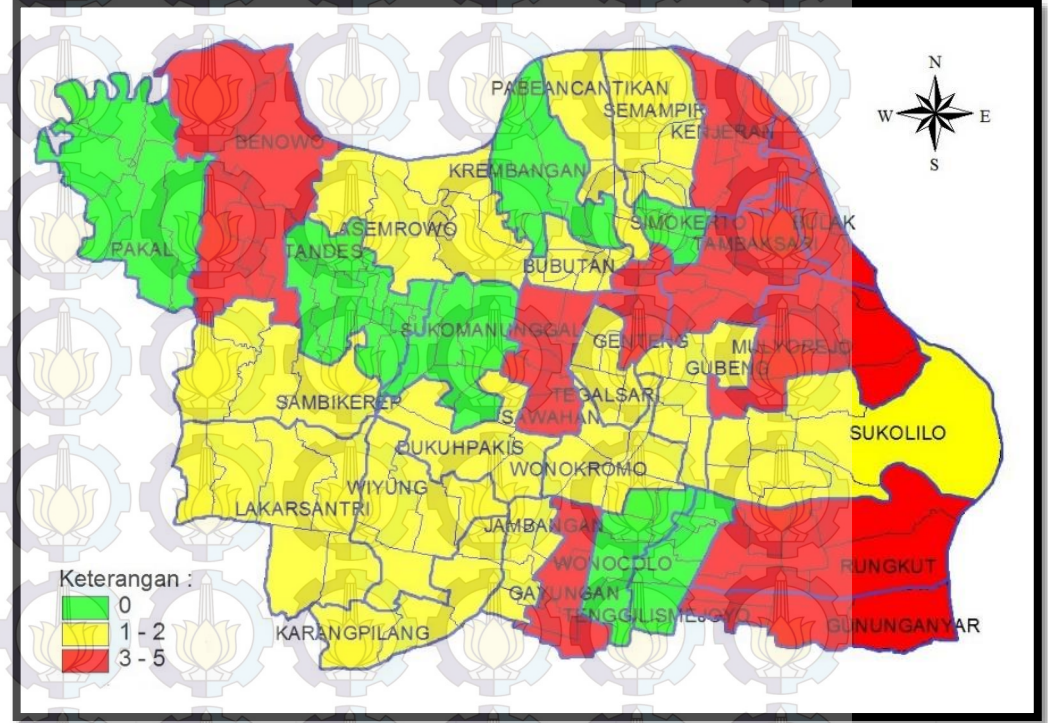 N
W E
S
PABEANCANTIKAN
SEMAMPIR
KENJERAN
BENOWO
KREMBANGAN
SIMOKERTO
BULAK
ASEMROWO
TAMBAKSARI
PAKAL
TANDES
BUBUTAN
SUKOMANUNGGAL
GENTENG
MULYOREJO
GUBENG
SAMBIKEREP
TEGALSARI
SAWAHAN
SUKOLILO
DUKUHPAKIS
WONOKROMO
WIYUNG
LAKARSANTRI
JAMBANGAN
WONOCOLO
RUNGKUT
GAYUNGAN
TENGGILISMEJOYO
GUNUNGANYAR
KARANGPILANG
Keterangan :
0
1 - 2
3 - 5